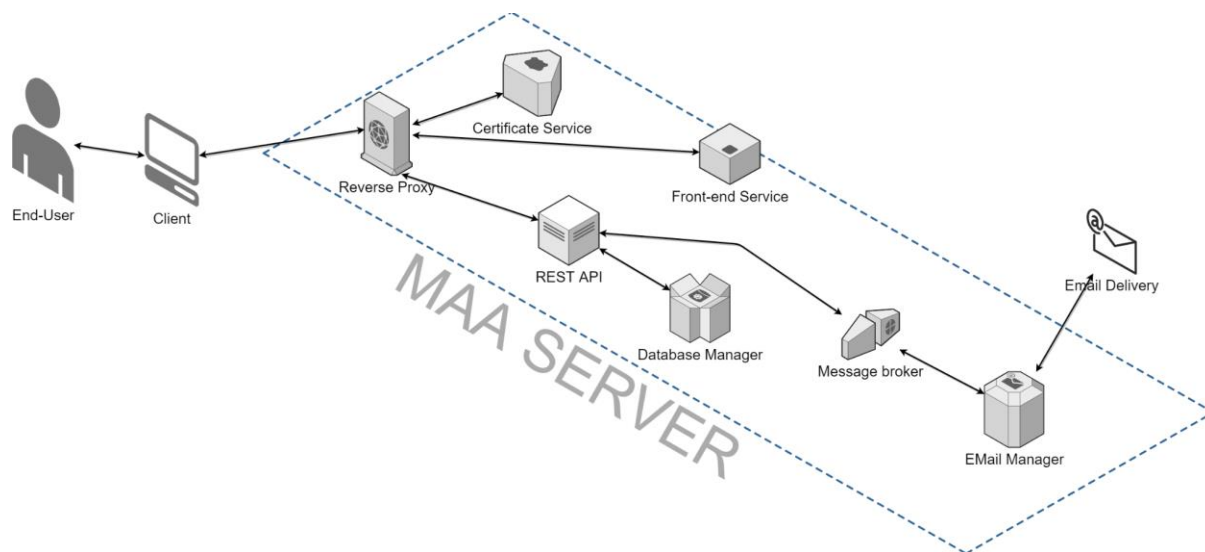 Certificate Service
Reverse Proxy
Front-end Service
End-User
Client
REST API
Email Delivery
MAA SERVER
Database Manager
Message broker
EMail Manager